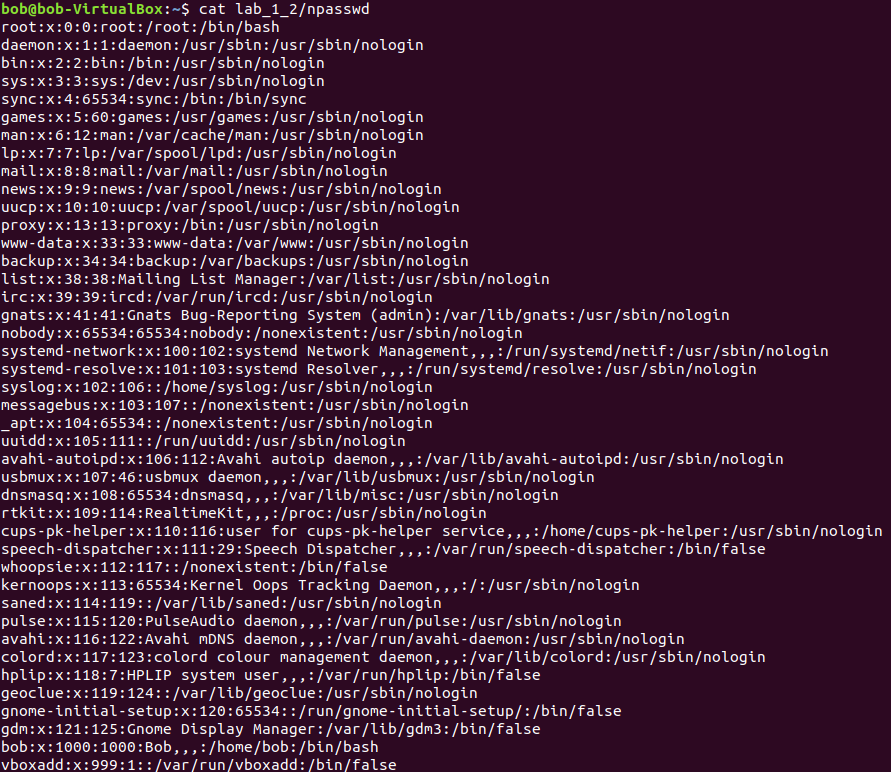 bob@bob-VirtualBox:~$ cat lab_1_2/npasswd
root:x:0:0:root:/root:/bin/bash
daemon:x:1:1:daemon:/usr/sbin:/usr/sbin/nologin
bin:x:2:2:bin:/bin:/usr/sbin/nologin
sys:x:3:3:sys:/dev:/usr/sbin/nologin
sync:x:4:65534:sync:/bin:/bin/sync
games:x:5:60:games:/usr/games:/usr/sbin/nologin
man:x:6:12:man:/var/cache/man:/usr/sbin/nologin
lp:x:7:7:lp:/var/spool/lpd:/usr/sbin/nologin
mail:x:8:8:mail:/var/mail:/usr/sbin/nologin
news:x:9:9:news:/var/spool/news:/usr/sbin/nologin
uucp:x:10:10:uucp:/var/spool/uucp:/usr/sbin/nologin
proxy:x:13:13:proxy:/bin:/usr/sbin/nologin
www-data:x:33:33:www-data:/var/www:/usr/sbin/nologin
backup:x:34:34:backup:/var/backups:/usr/sbin/nologin
list:x:38:38:Mailing List Manager:/var/list:/usr/sbin/nologin
irc:x:39:39:ircd:/var/run/ircd:/usr/sbin/nologin
gnats:x:41:41:Gnats Bug-Reporting System (admin):/var/lib/gnats:/usr/sbin/nologin
nobody:x:65534:65534:nobody:/nonexistent:/usr/sbin/nologin
systemd-network:x:100:102:systemd Network Management,,,:/run/systemd/netif:/usr/sbin/nologin
systemd-resolve:x:101:103:systemd Resolver,,,:/run/systemd/resolve:/usr/sbin/nologin
syslog:x:102:106::/home/syslog:/usr/sbin/nologin
messagebus:x:103:107::/nonexistent:/usr/sbin/nologin
_apt:x:104:65534::/nonexistent:/usr/sbin/nologin
uuidd:x:105:111::/run/uuidd:/usr/sbin/nologin
avahi-autoipd:x:106:112:Avahi autoip daemon,,,:/var/lib/avahi-autoipd:/usr/sbin/nologin
usbmux:x:107:46:usbmux daemon,,,:/var/lib/usbmux:/usr/sbin/nologin
dnsmasq:x:108:65534:dnsmasq,,,:/var/lib/misc:/usr/sbin/nologin
rtkit:x:109:114:RealtimeKit,,,:/proc:/usr/sbin/nologin
cups-pk-helper:x:110:116:user for cups-pk-helper service,,,:/home/cups-pk-helper:/usr/sbin/nologin
speech-dispatcher:x:111:29:Speech Dispatcher,,,:/var/run/speech-dispatcher:/bin/false
whoopsie:x:112:117::/nonexistent:/bin/false
kernoops:x:113:65534:Kernel Oops Tracking Daemon,,,:/:/usr/sbin/nologin
saned:x:114:119::/var/lib/saned:/usr/sbin/nologin
pulse:x:115:120:PulseAudio daemon,,,:/var/run/pulse:/usr/sbin/nologin
avahi:x:116:122:Avahi mDNS daemon,,,:/var/run/avahi-daemon:/usr/sbin/nologin
colord:x:117:123:colord colour management daemon,,,:/var/lib/colord:/usr/sbin/nologin
hplip:x:118:7:HPLIP system user,,,:/var/run/hplip:/bin/false
geoclue:x:119:124::/var/lib/geoclue:/usr/sbin/nologin
gnome-initial-setup:x:120:65534::/run/gnome-initial-setup/:/bin/false
gdm:x:121:125:Gnome Display Manager:/var/lib/gdm3:/bin/false
bob:x:1000:1000:Bob,,,:/home/bob:/bin/bash
vboxadd:x:999:1::/var/run/vboxadd:/bin/false